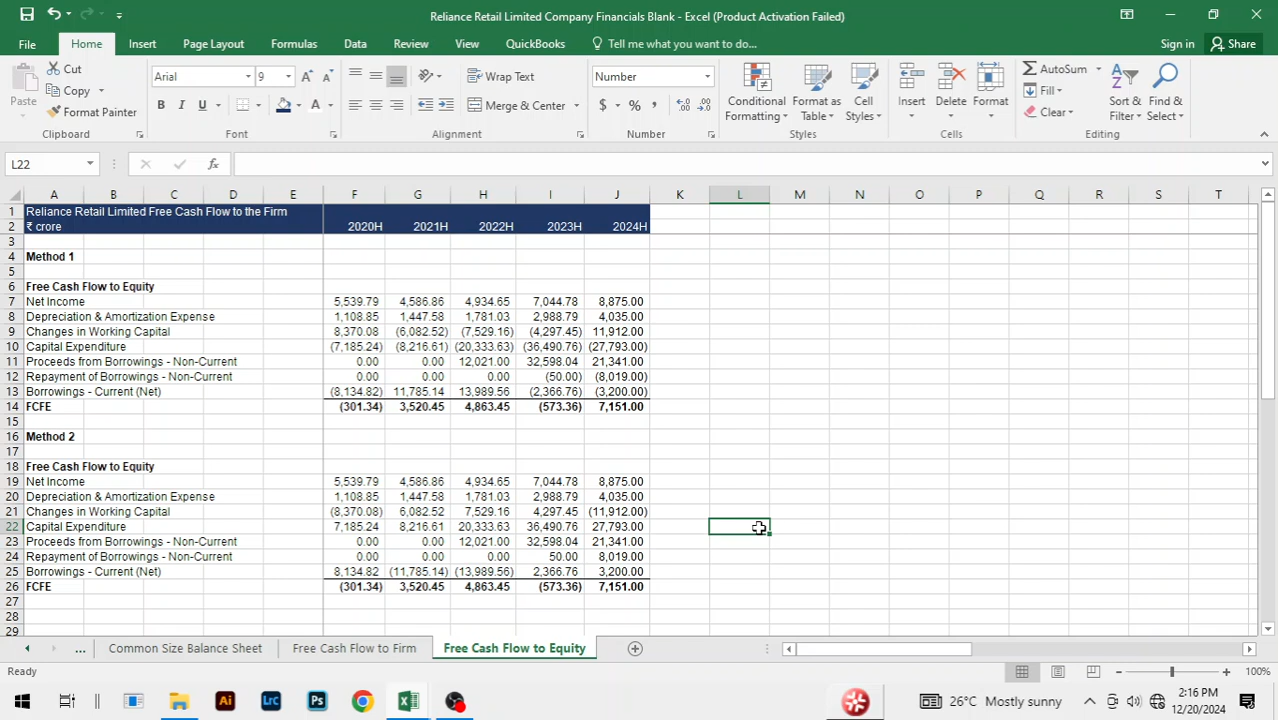 Reliance Retail Limited Company Financials Blank - Excel (Product Activation Failed)
File Home Insert Page Layout Formulas Data Review View QuickBooks Tell me what you want to do... Sign in Share
Paste Cut Copy Format Painter Arial 9 Wrap Text Merge & Center Number Conditional Formatting Format as Table Cell Styles Insert Delete Format AutoSum Fill Clear Sort & Filter Find & Select
Clipboard Font Alignment Number Styles Cells Editing
L22 fx
A B C D E F G H I J K L M N O P Q R S T
1 Reliance Retail Limited Free Cash Flow to the Firm
2 ₹ crore 2020H 2021H 2022H 2023H 2024H
3
4 Method 1
5
6 Free Cash Flow to Equity
7 Net Income 5,539.79 4,586.86 4,934.65 7,044.78 8,875.00
8 Depreciation & Amortization Expense 1,108.85 1,447.58 1,781.03 2,988.79 4,035.00
9 Changes in Working Capital 8,370.08 (6,082.52) (7,529.16) (4,297.45) 11,912.00
10 Capital Expenditure (7,185.24) (8,216.61) (20,333.63) (36,490.76) (27,793.00)
11 Proceeds from Borrowings - Non-Current 0.00 0.00 12,021.00 32,598.04 21,341.00
12 Repayment of Borrowings - Non-Current 0.00 0.00 0.00 (50.00) (8,019.00)
13 Borrowings - Current (Net) (8,134.82) 11,785.14 13,989.56 (2,366.76) (3,200.00)
14 FCFE (301.34) 3,520.45 4,863.45 (573.36) 7,151.00
15
16 Method 2
17
18 Free Cash Flow to Equity
19 Net Income 5,539.79 4,586.86 4,934.65 7,044.78 8,875.00
20 Depreciation & Amortization Expense 1,108.85 1,447.58 1,781.03 2,988.79 4,035.00
21 Changes in Working Capital (8,370.08) 6,082.52 7,529.16 4,297.45 (11,912.00)
22 Capital Expenditure 7,185.24 8,216.61 20,333.63 36,490.76 27,793.00
23 Proceeds from Borrowings - Non-Current 0.00 0.00 12,021.00 32,598.04 21,341.00
24 Repayment of Borrowings - Non-Current 0.00 0.00 0.00 50.00 8,019.00
25 Borrowings - Current (Net) 8,134.82 (11,785.14) (13,989.56) 2,366.76 3,200.00
26 FCFE (301.34) 3,520.45 4,863.45 (573.36) 7,151.00
27
28
29
... Common Size Balance Sheet Free Cash Flow to Firm Free Cash Flow to Equity
Ready 100%
Ai Lrc Ps 26°C Mostly sunny 2:16 PM
12/20/2024